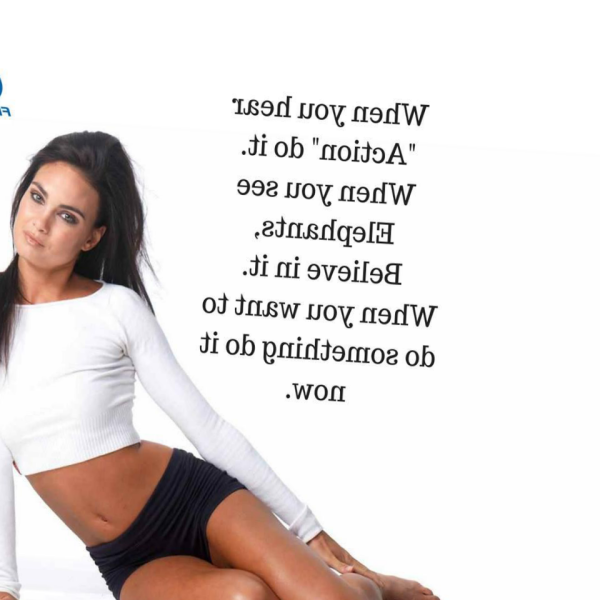 When you hear
"Action" do it.
When you see
Elephants,
Believe in it.
When you want to
do something do it
now.